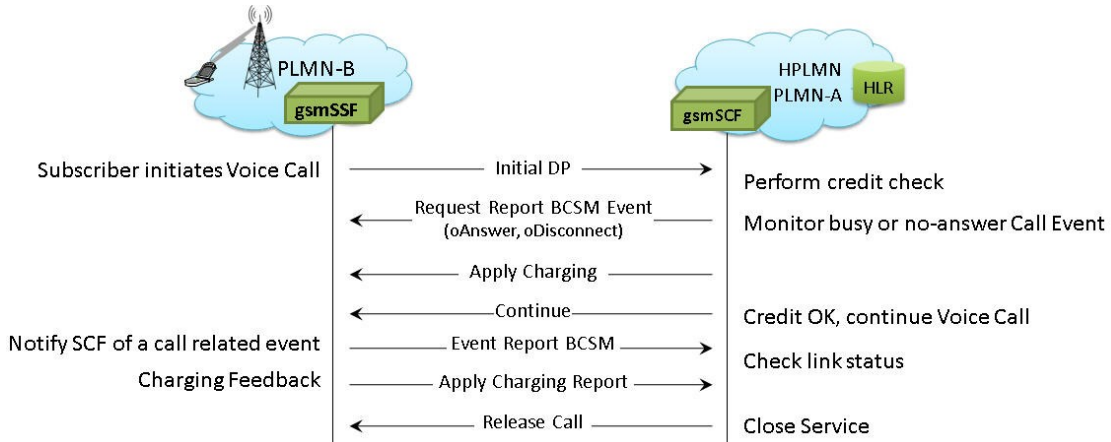 PLMN-B
gsmSSF
HPLMN
PLMN-A
HLR
gsmSCF
Subscriber initiates Voice Call
Initial DP
Perform credit check
Request Report BCSM Event
(oAnswer, oDisconnect)
Monitor busy or no-answer Call Event
Apply Charging
Continue
Credit OK, continue Voice Call
Notify SCF of a call related event
Event Report BCSM
Check link status
Charging Feedback
Apply Charging Report
Release Call
Close Service